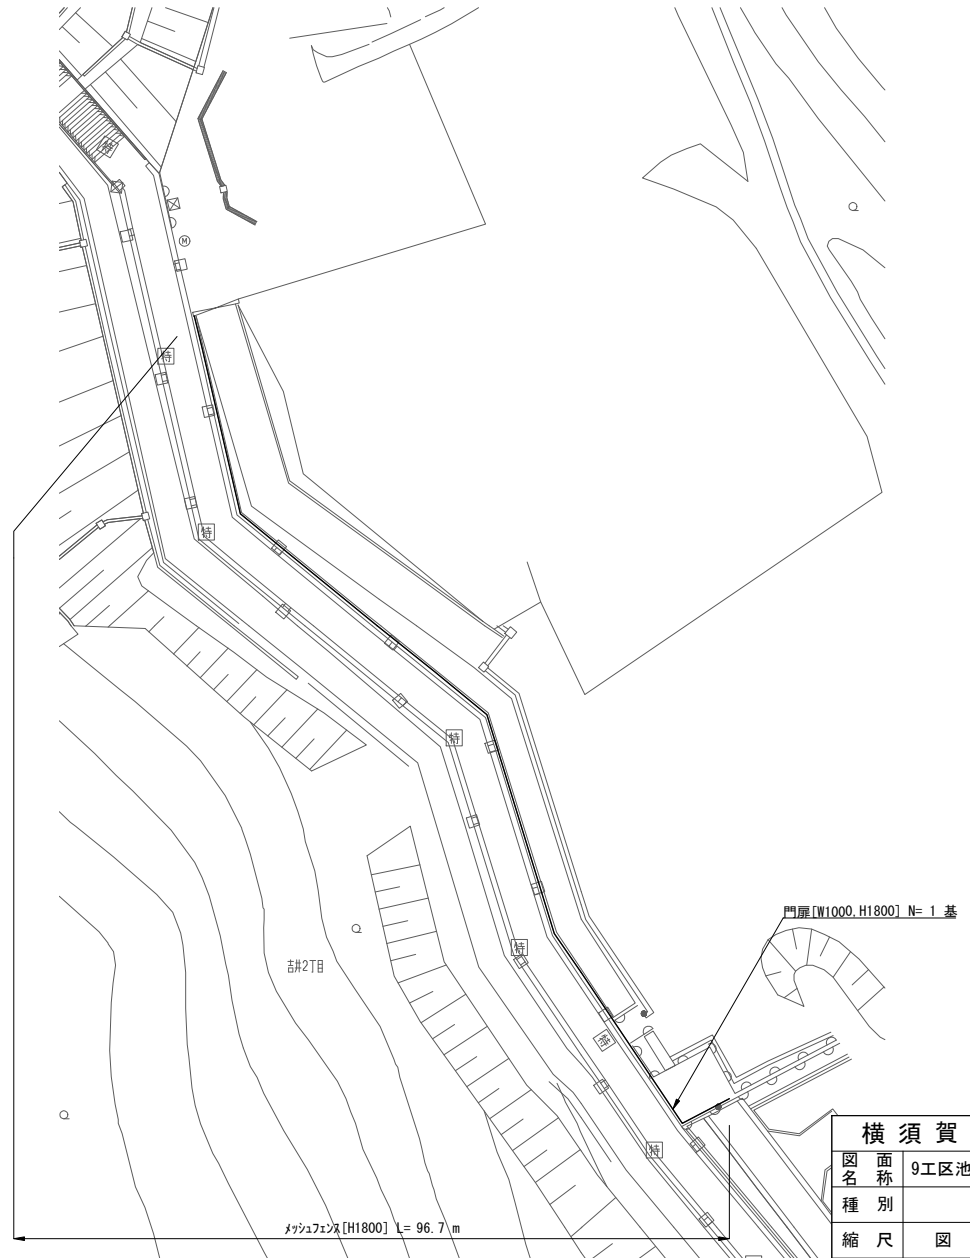 特
M
特
特
特
門扉[W1000,H1800] N= 1 基
特
吉井2丁目
特
特
メッシュフェンス[H1800] L= 96.7 m
横須賀
図面名称 9工区池
種別
縮尺 図